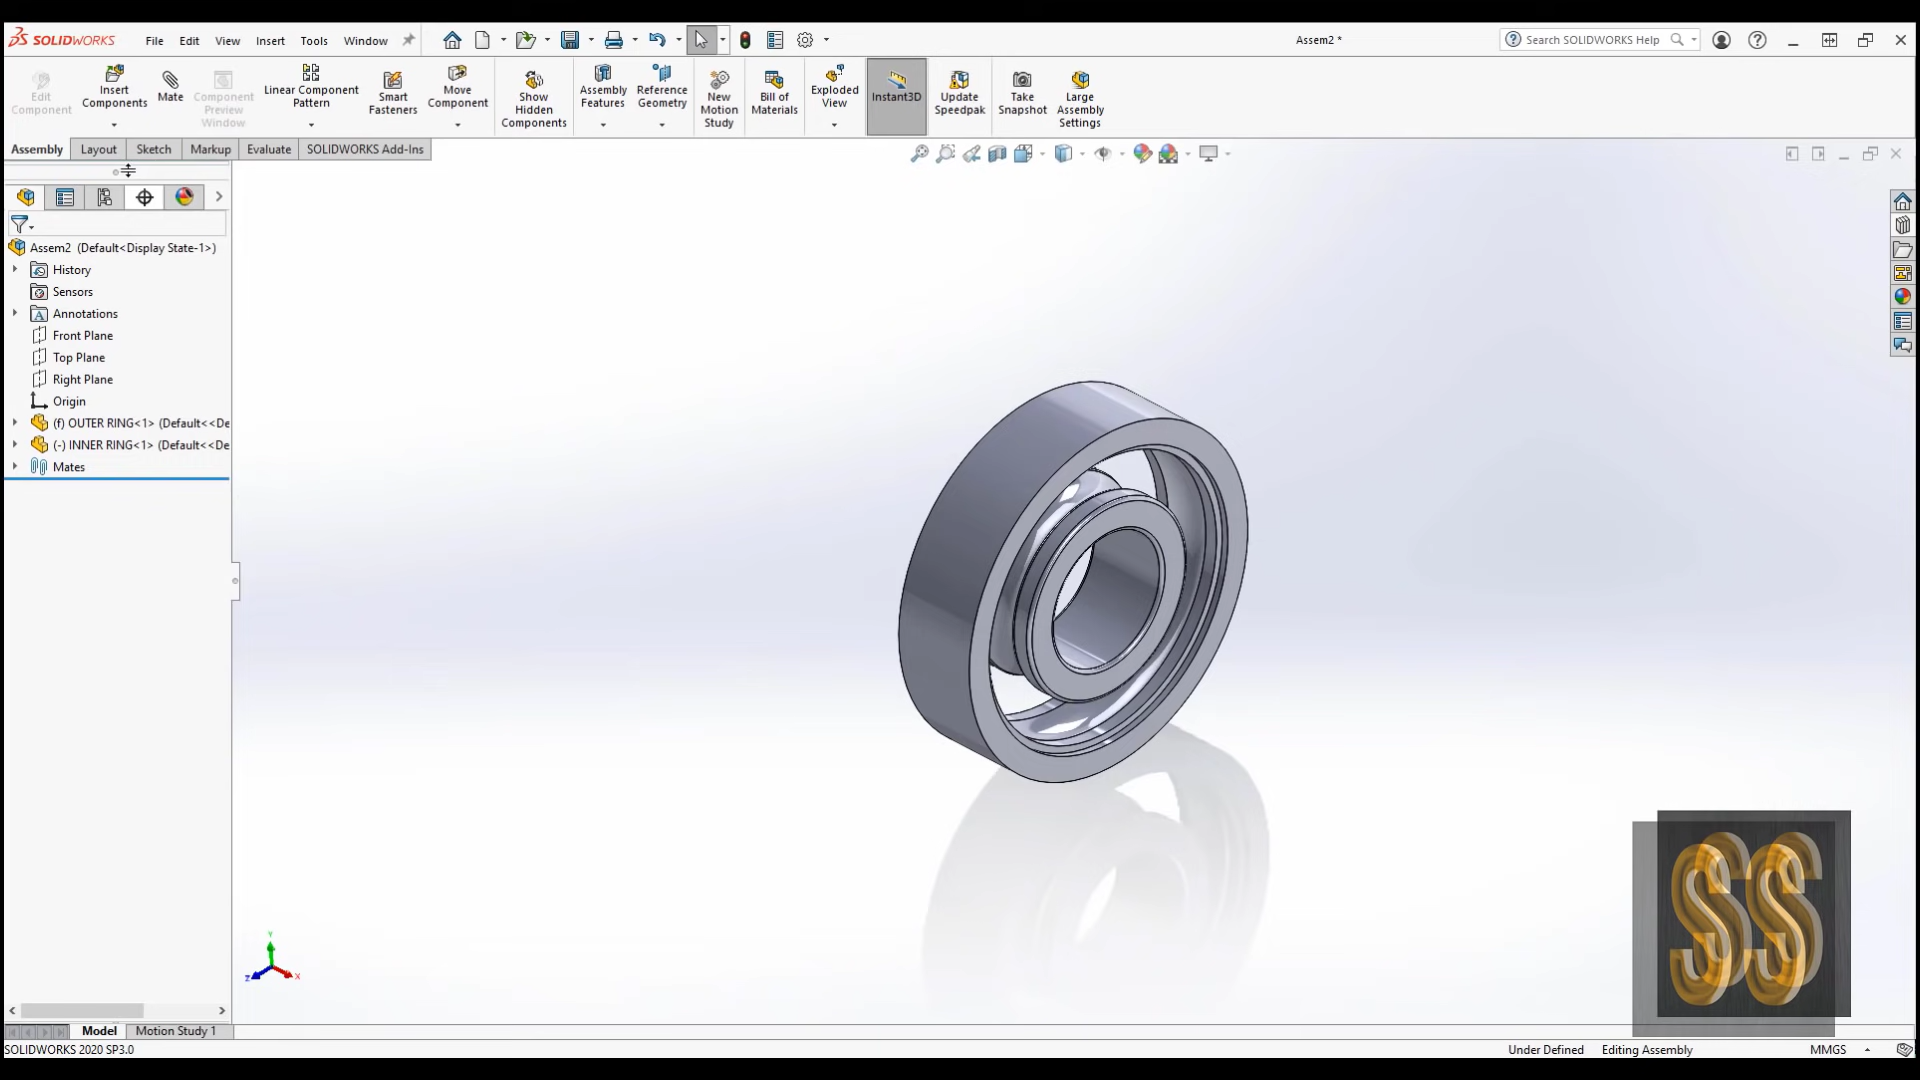 SOLIDWORKS File Edit View Insert Tools Window Assem2 * Search SOLIDWORKS Help
Edit Component
Insert Components
Mate
Component Preview Window
Linear Component Pattern
Smart Fasteners
Move Component
Show Hidden Components
Assembly Features
Reference Geometry
New Motion Study
Bill of Materials
Exploded View
Instant3D
Update Speedpak
Take Snapshot
Large Assembly Settings
Assembly Layout Sketch Markup Evaluate SOLIDWORKS Add-Ins
Assem2 (Default<Display State-1>)
History
Sensors
Annotations
Front Plane
Top Plane
Right Plane
Origin
(f) OUTER RING<1> (Default<<De
(-) INNER RING<1> (Default<<De
Mates
Y
Z
X
SS
Model Motion Study 1
SOLIDWORKS 2020 SP3.0 Under Defined Editing Assembly MMGS